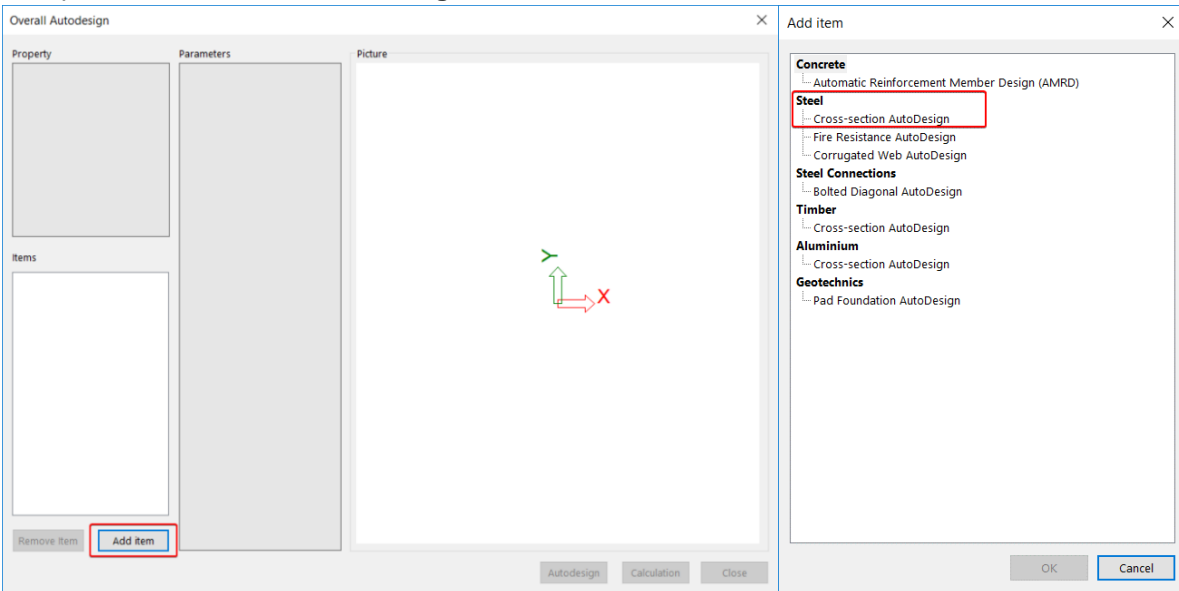 Overall Autodesign
Property
Parameters
Picture
Items
Y
X
Remove Item
Add item
Autodesign
Calculation
Close
Add item
Concrete
Automatic Reinforcement Member Design (AMRD)
Steel
Cross-section AutoDesign
Fire Resistance AutoDesign
Corrugated Web AutoDesign
Steel Connections
Bolted Diagonal AutoDesign
Timber
Cross-section AutoDesign
Aluminium
Cross-section AutoDesign
Geotechnics
Pad Foundation AutoDesign
OK
Cancel